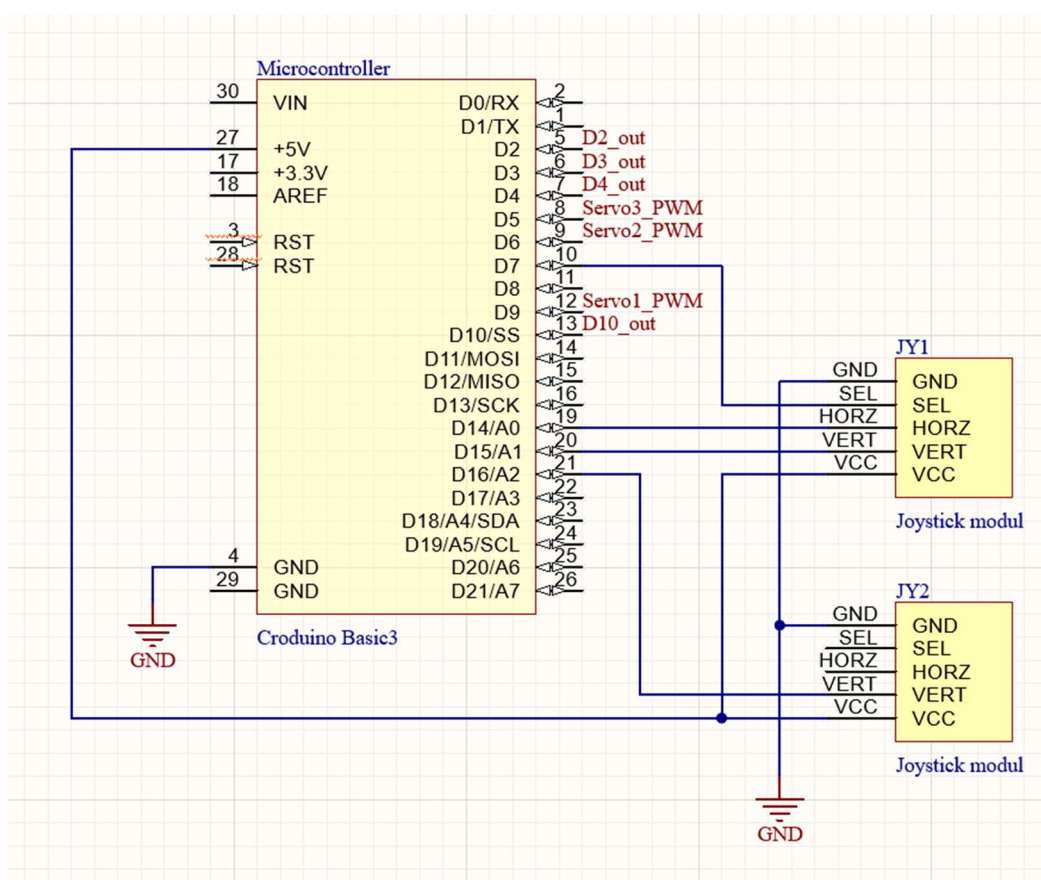 Microcontroller
30 VIN D0/RX 2
D1/TX 1
27 +5V D2 5 D2_out
17 +3.3V D3 6 D3_out
18 AREF D4 7 D4_out
D5 8 Servo3_PWM
3 RST D6 9 Servo2_PWM
28 RST D7 10
D8 11
D9 12 Servo1_PWM
D10/SS 13 D10_out
D11/MOSI 14
D12/MISO 15
D13/SCK 16
D14/A0 19
D15/A1 20
D16/A2 21
D17/A3 22
D18/A4/SDA 23
D19/A5/SCL 24
4 GND D20/A6 25
29 GND D21/A7 26
Croduino Basic3
GND
JY1
GND GND
SEL SEL
HORZ HORZ
VERT VERT
VCC VCC
Joystick modul
JY2
GND GND
SEL SEL
HORZ HORZ
VERT VERT
VCC VCC
Joystick modul
GND